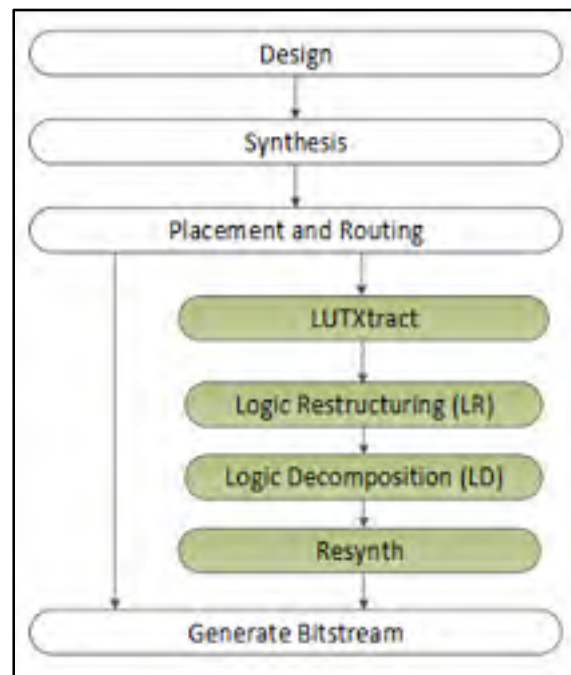 Design
Synthesis
Placement and Routing
LUTXtract
Logic Restructuring (LR)
Logic Decomposition (LD)
Resynth
Generate Bitstream